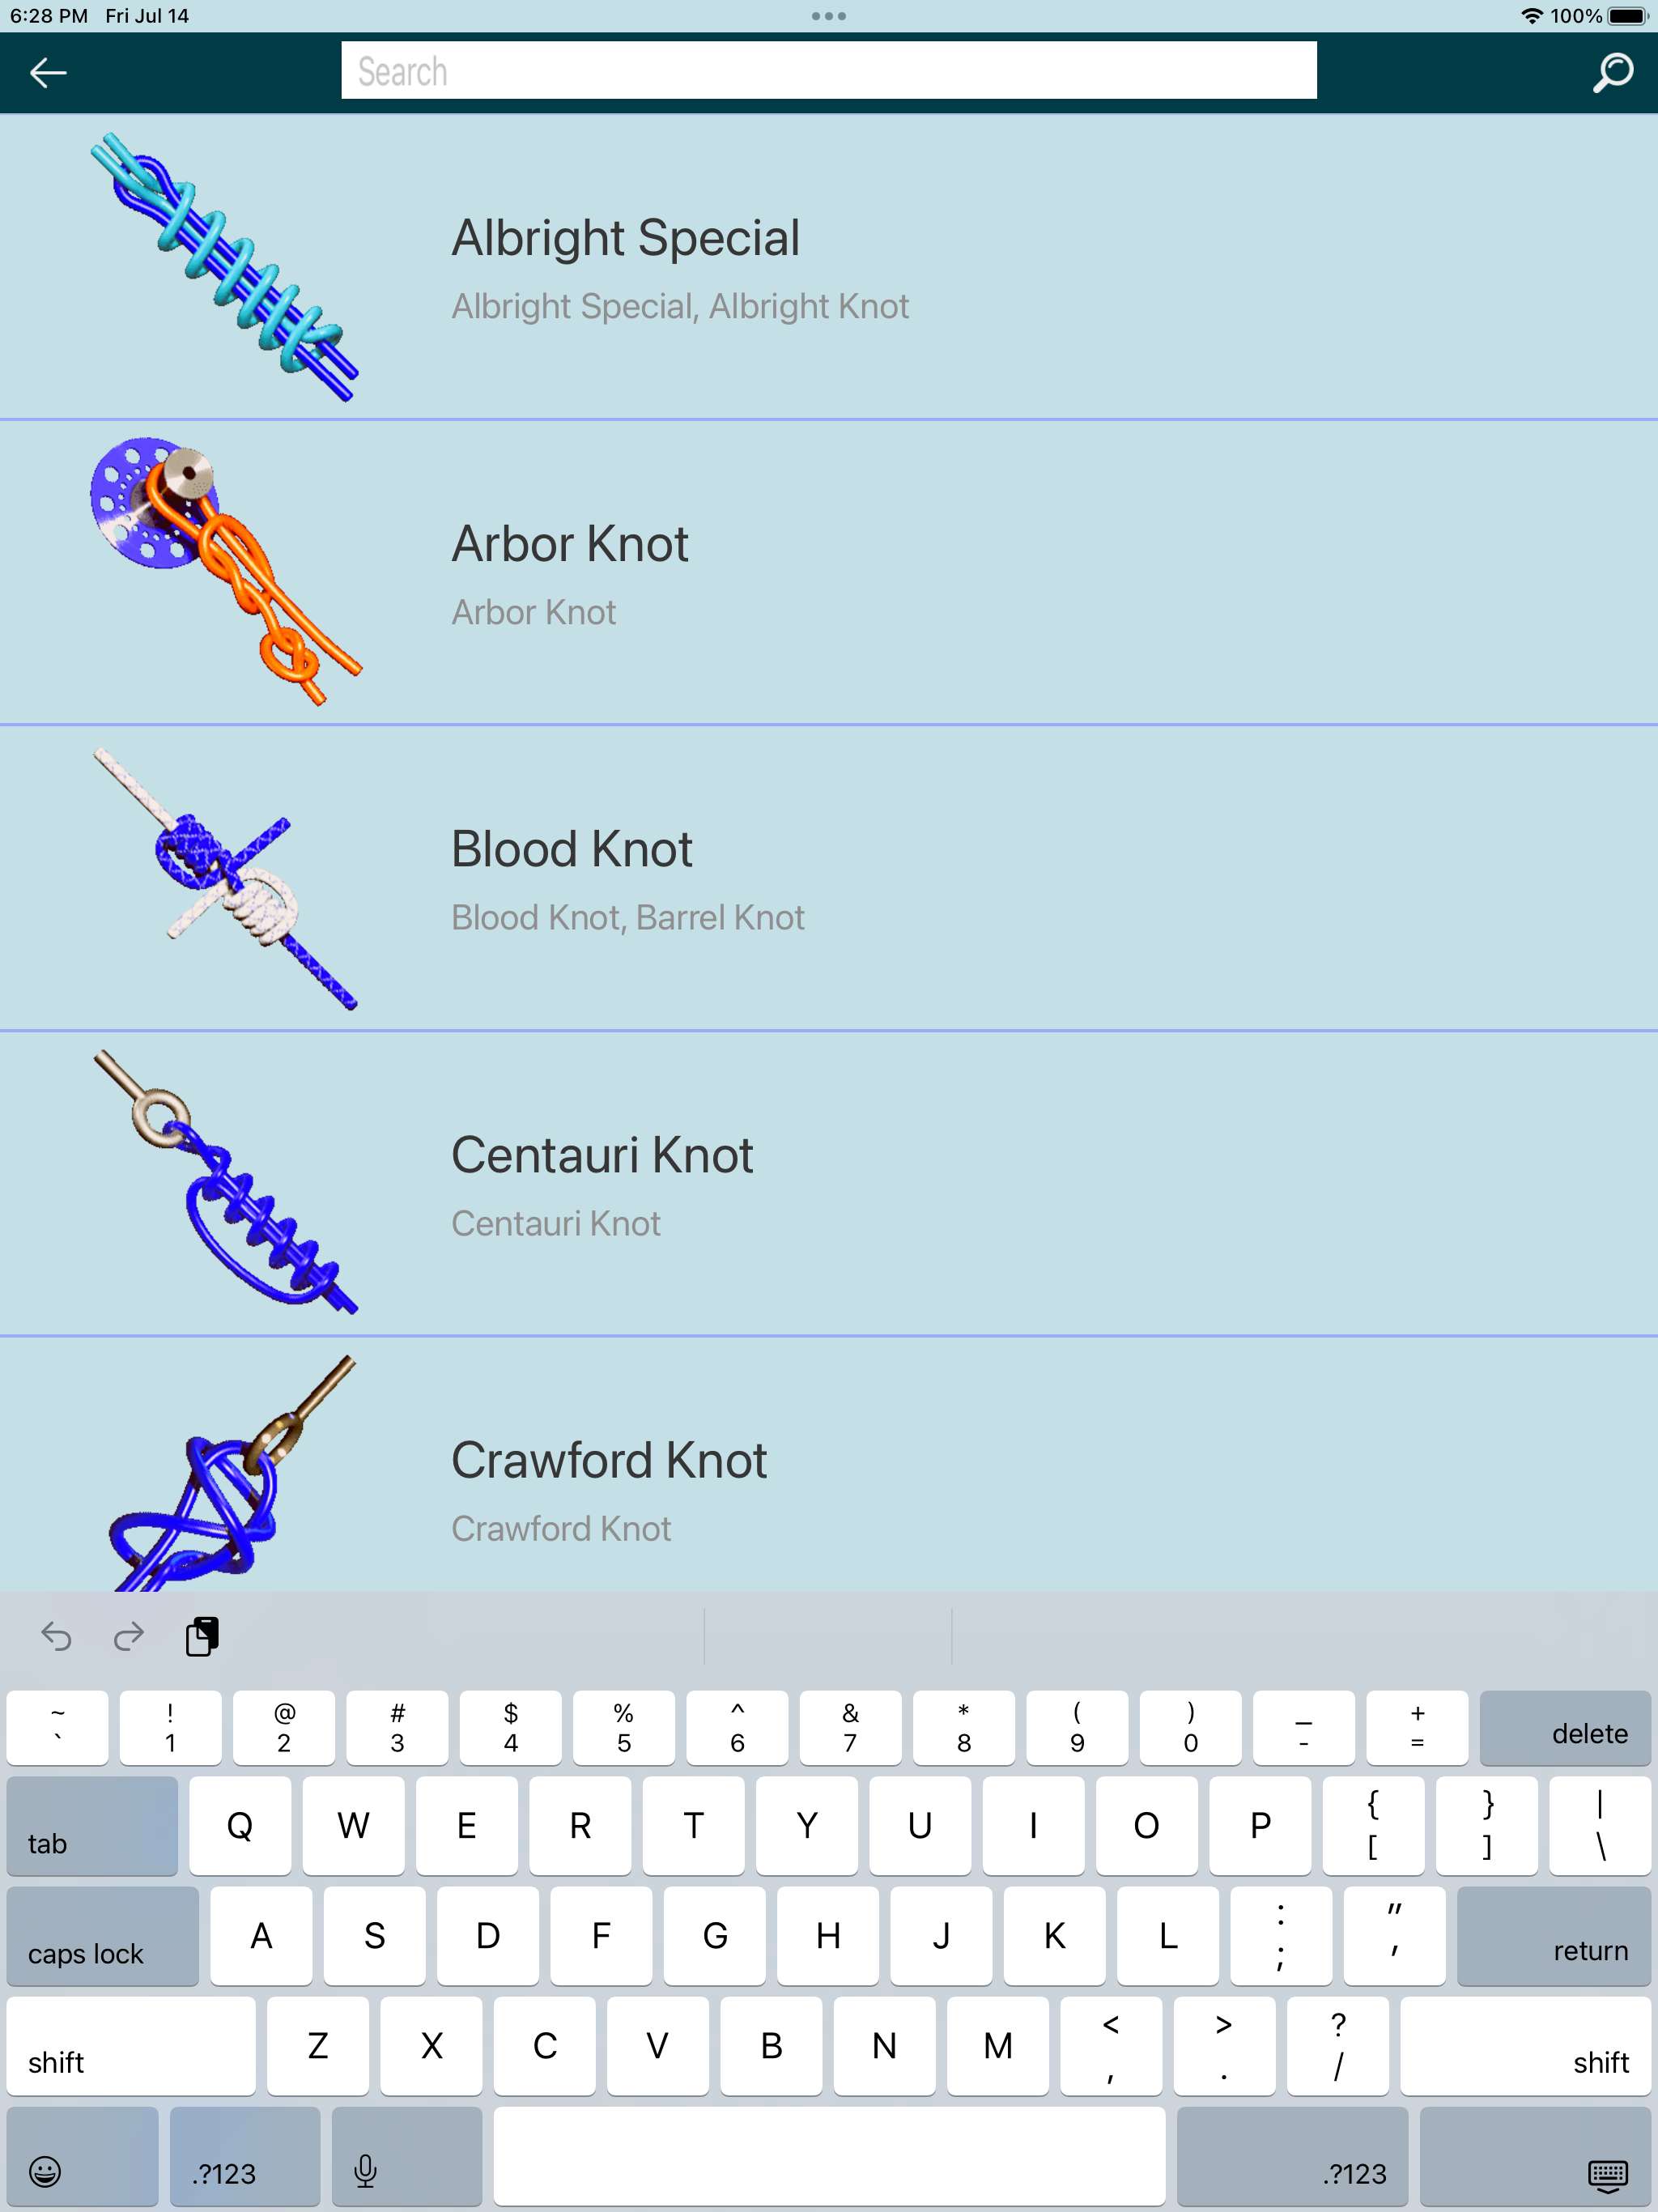 6:28 PM Fri Jul 14 100%
Search
Albright Special
Albright Special, Albright Knot
Arbor Knot
Arbor Knot
Blood Knot
Blood Knot, Barrel Knot
Centauri Knot
Centauri Knot
Crawford Knot
Crawford Knot
~ ! @ # $ % ^ & * ( ) _ +
` 1 2 3 4 5 6 7 8 9 0 - = delete
tab Q W E R T Y U I O P { [ } ] | \
caps lock A S D F G H J K L : ; " ' return
shift Z X C V B N M < , > . ? / shift
.?123 .?123